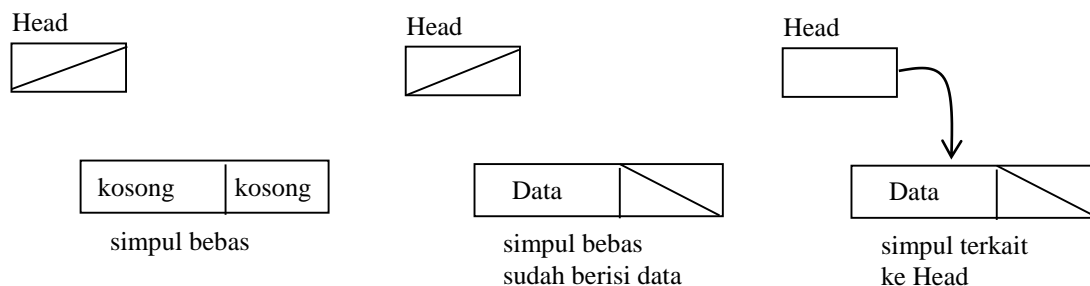 Head
Head
Head
kosong
kosong
Data
Data
simpul bebas
simpul bebas
sudah berisi data
simpul terkait
ke Head